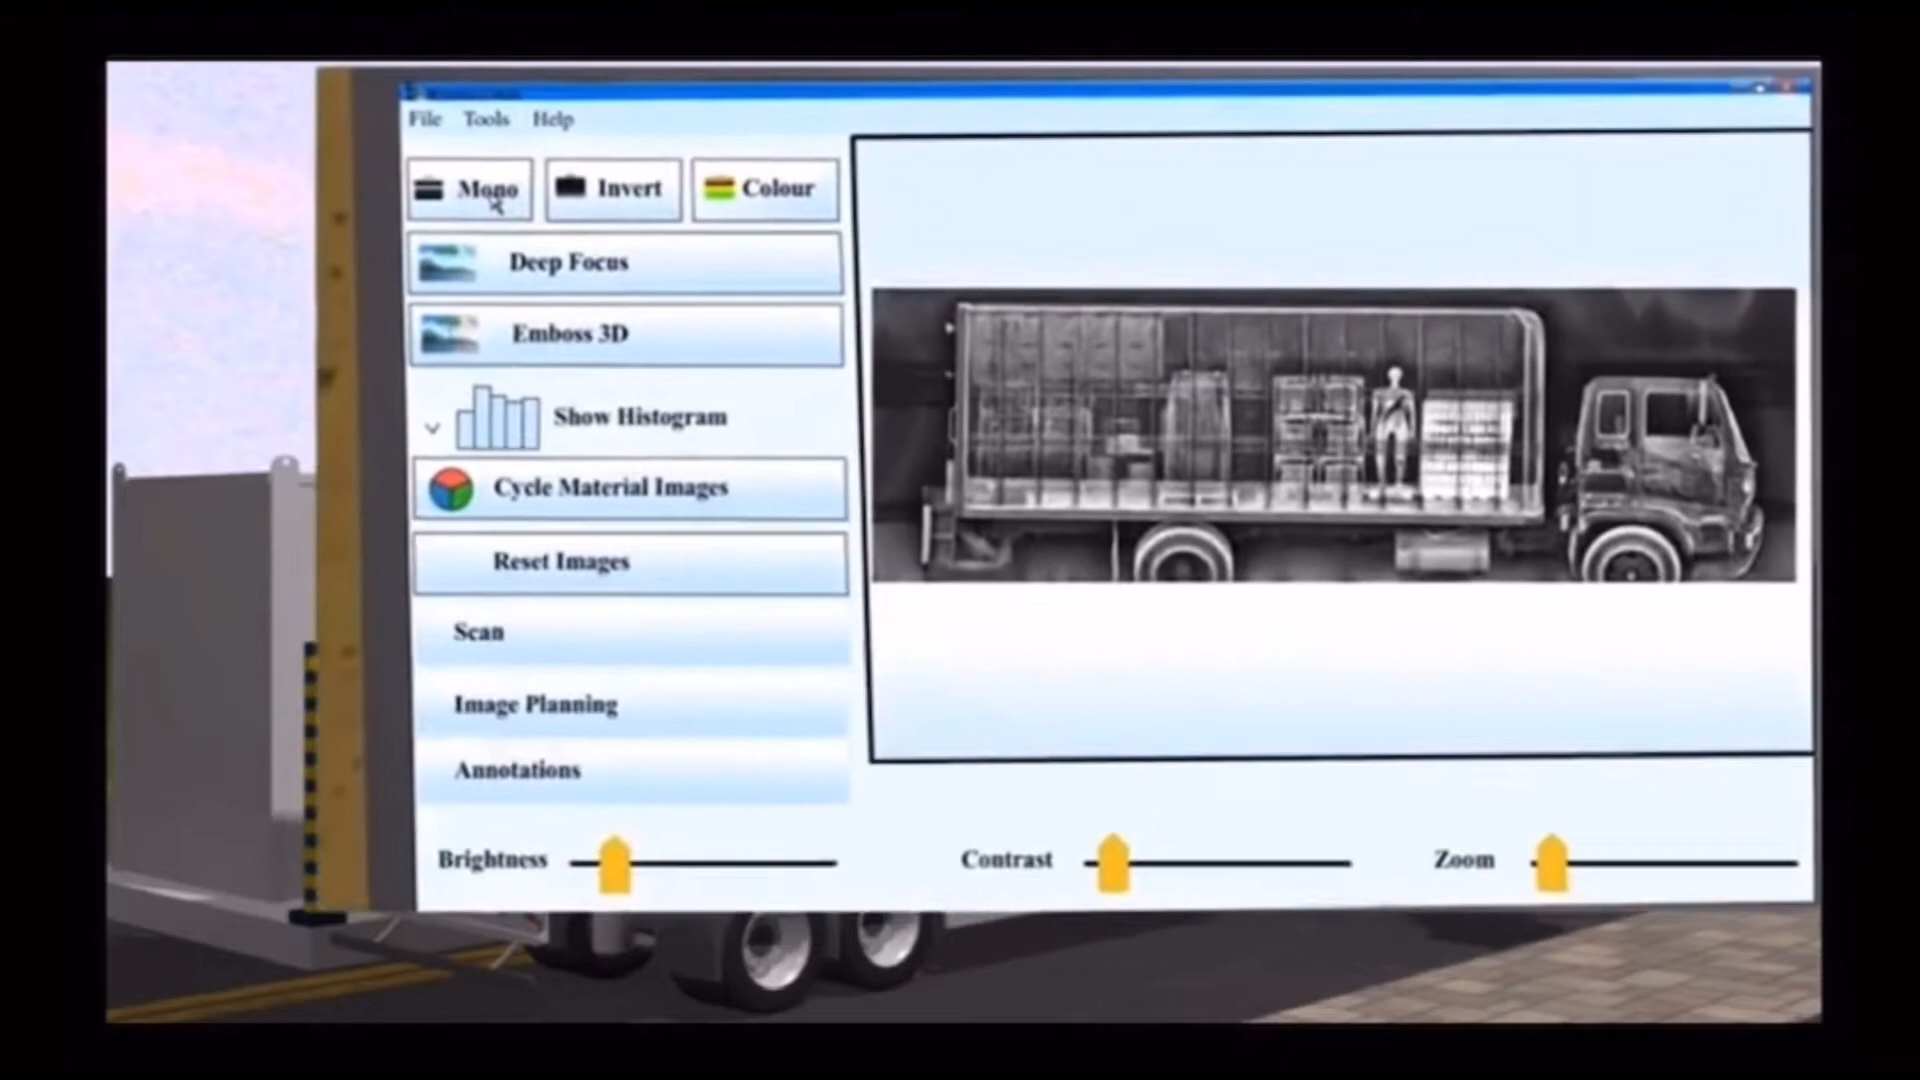 File Tools Help
Mono Invert Colour
Deep Focus
Emboss 3D
Show Histogram
Cycle Material Images
Reset Images
Scan
Image Planning
Annotations
Brightness Contrast Zoom